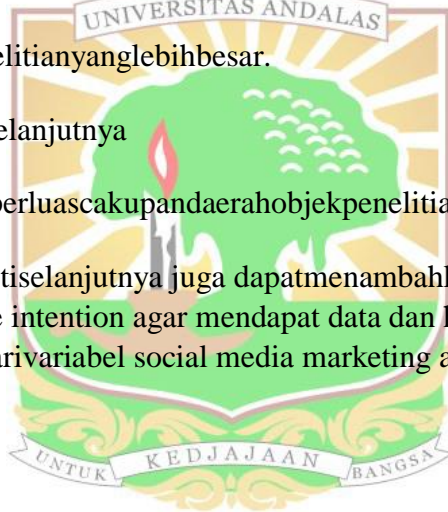 UNIVERSITAS ANDALAS
elitianyanglebihbesar.
elanjutnya
perluascakupandaerahobjekpenelitia
tiselanjutnya juga dapatmenambahk
e intention agar mendapat data dan h
arivariabel social media marketing a
UNTUK KEDJAJAAN BANGSA